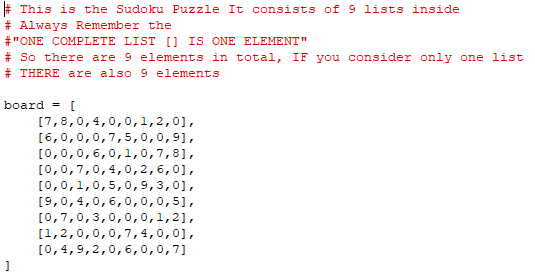 # This is the Sudoku Puzzle It consists of 9 lists inside
# Always Remember the
#"ONE COMPLETE LIST [] IS ONE ELEMENT"
# So there are 9 elements in total, IF you consider only one list
# THERE are also 9 elements
board = [
[7,8,0,4,0,0,1,2,0],
[6,0,0,0,7,5,0,0,9],
[0,0,0,6,0,1,0,7,8],
[0,0,7,0,4,0,2,6,0],
[0,0,1,0,5,0,9,3,0],
[9,0,4,0,6,0,0,0,5],
[0,7,0,3,0,0,0,1,2],
[1,2,0,0,0,7,4,0,0],
[0,4,9,2,0,6,0,0,7]
]